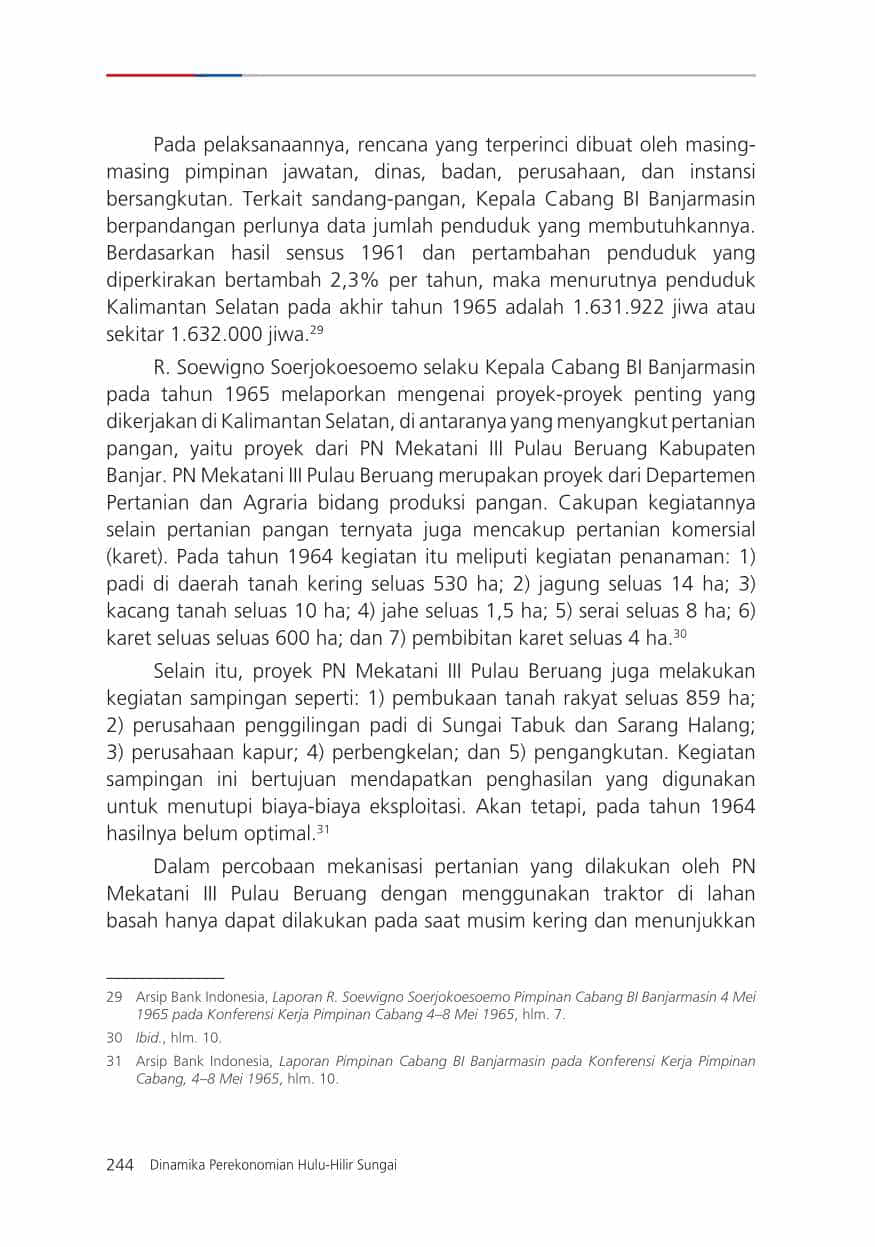 Pada pelaksanaannya, rencana yang terperinci dibuat oleh masing-
masing pimpinan jawatan, dinas, badan, perusahaan, dan instansi
bersangkutan. Terkait sandang-pangan, Kepala Cabang BI Banjarmasin
berpandangan perlunya data jumlah penduduk yang membutuhkannya.
Berdasarkan hasil sensus 1961 dan pertambahan penduduk yang
diperkirakan bertambah 2,3% per tahun, maka menurutnya penduduk
Kalimantan Selatan pada akhir tahun 1965 adalah 1.631.922 jiwa atau
sekitar 1.632.000 jiwa.29
R. Soewigno Soerjokoesoemo selaku Kepala Cabang BI Banjarmasin
pada tahun 1965 melaporkan mengenai proyek-proyek penting yang
dikerjakan di Kalimantan Selatan, di antaranya yang menyangkut pertanian
pangan, yaitu proyek dari PN Mekatani III Pulau Beruang Kabupaten
Banjar. PN Mekatani III Pulau Beruang merupakan proyek dari Departemen
Pertanian dan Agraria bidang produksi pangan. Cakupan kegiatannya
selain pertanian pangan ternyata juga mencakup pertanian komersial
(karet). Pada tahun 1964 kegiatan itu meliputi kegiatan penanaman: 1)
padi di daerah tanah kering seluas 530 ha; 2) jagung seluas 14 ha; 3)
kacang tanah seluas 10 ha; 4) jahe seluas 1,5 ha; 5) serai seluas 8 ha; 6)
karet seluas seluas 600 ha; dan 7) pembibitan karet seluas 4 ha.30
Selain itu, proyek PN Mekatani III Pulau Beruang juga melakukan
kegiatan sampingan seperti: 1) pembukaan tanah rakyat seluas 859 ha;
2) perusahaan penggilingan padi di Sungai Tabuk dan Sarang Halang;
3) perusahaan kapur; 4) perbengkelan; dan 5) pengangkutan. Kegiatan
sampingan ini bertujuan mendapatkan penghasilan yang digunakan
untuk menutupi biaya-biaya eksploitasi. Akan tetapi, pada tahun 1964
hasilnya belum optimal.31
Dalam percobaan mekanisasi pertanian yang dilakukan oleh PN
Mekatani III Pulau Beruang dengan menggunakan traktor di lahan
basah hanya dapat dilakukan pada saat musim kering dan menunjukkan
29 Arsip Bank Indonesia, Laporan R. Soewigno Soerjokoesoemo Pimpinan Cabang BI Banjarmasin 4 Mei
1965 pada Konferensi Kerja Pimpinan Cabang 4–8 Mei 1965, hlm. 7.
30 Ibid., hlm. 10.
31 Arsip Bank Indonesia, Laporan Pimpinan Cabang BI Banjarmasin pada Konferensi Kerja Pimpinan
Cabang, 4–8 Mei 1965, hlm. 10.
244 Dinamika Perekonomian Hulu-Hilir Sungai